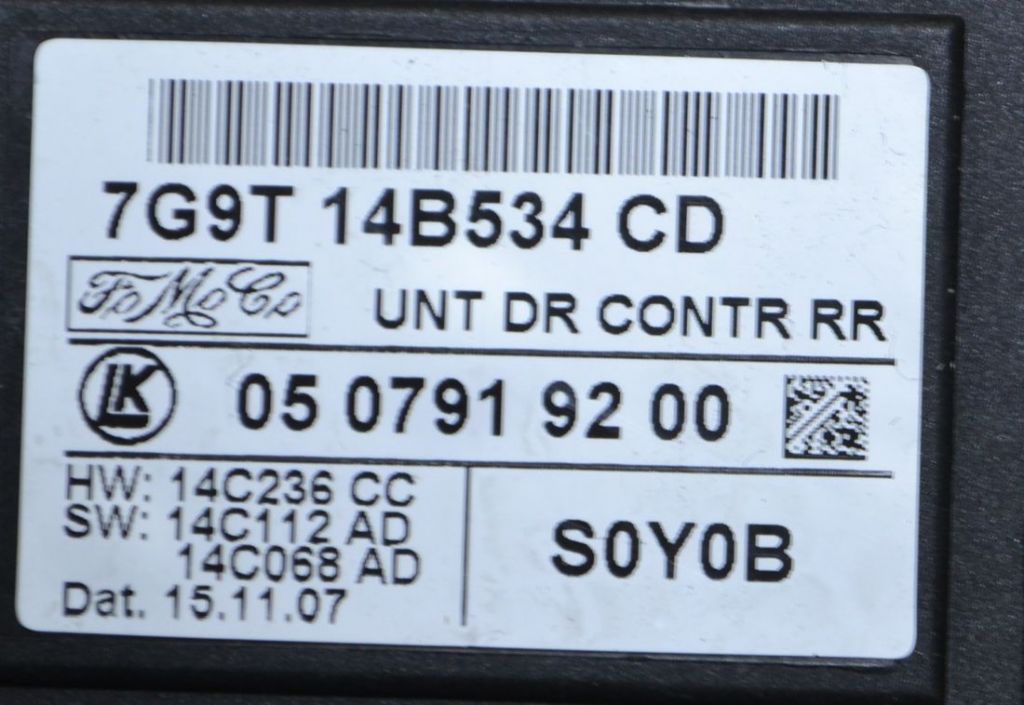 7G9T 14B534 CD
FoMoCo
UNT DR CONTR RR
LK
05 0791 92 00
HW: 14C236 CC
SW: 14C112 AD
14C068 AD
Dat. 15.11.07
S0Y0B